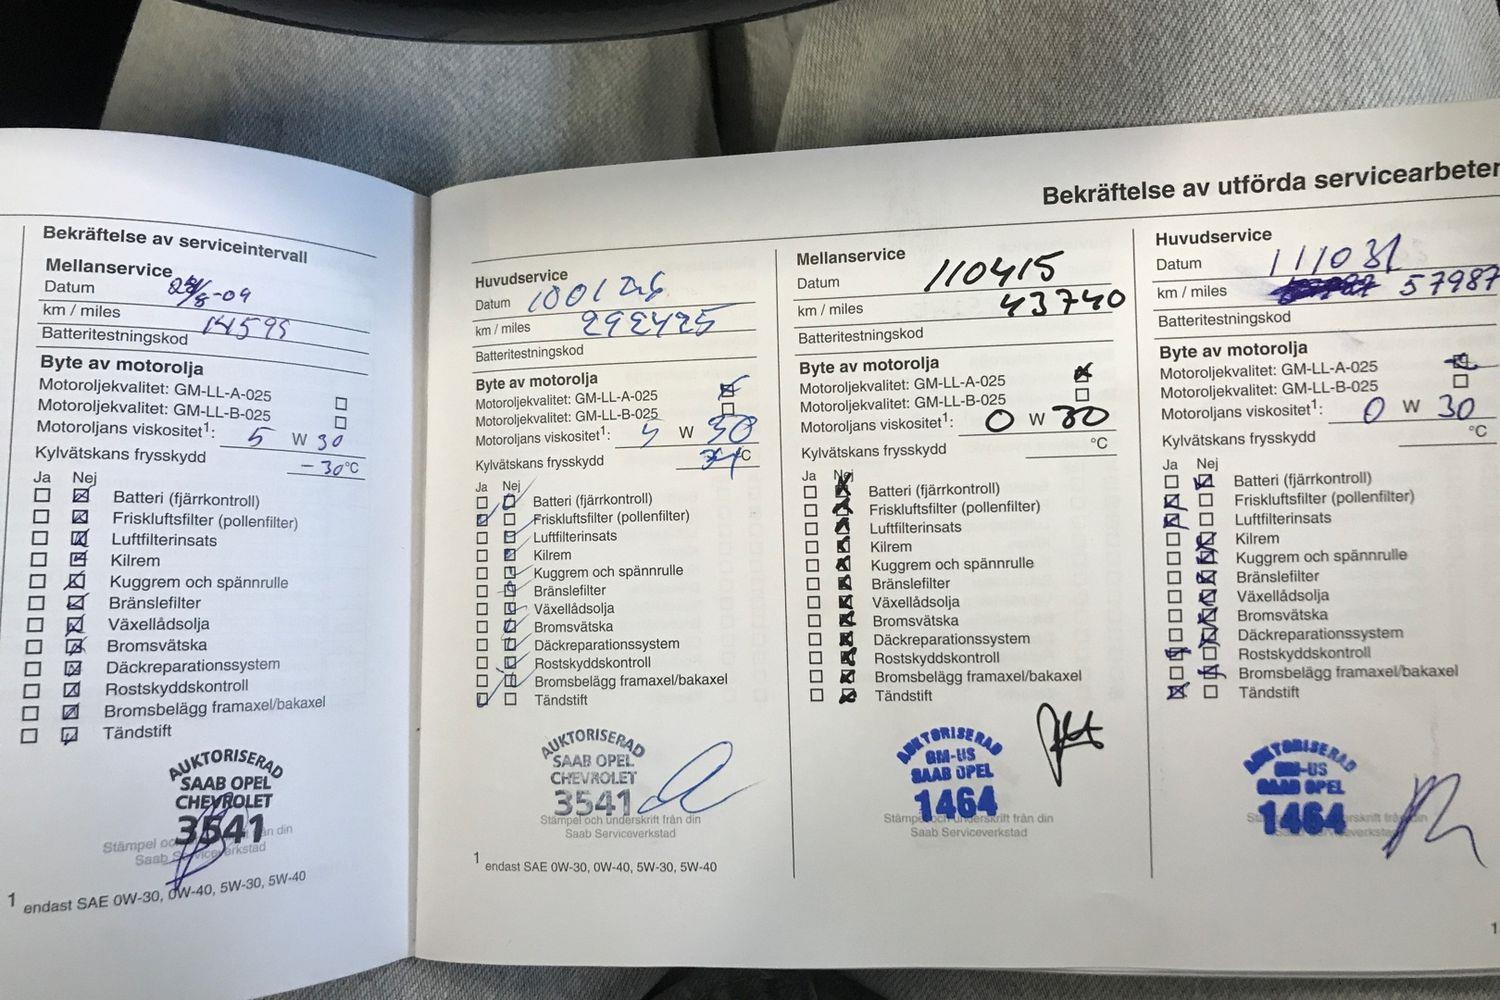 Bekräftelse av utförda servicearbeten
Bekräftelse av serviceintervall
Mellanservice
Datum
km / miles 14599
Batteritestningskod
Byte av motorolja
Motoroljekvalitet: GM-LL-A-025
Motoroljekvalitet: GM-LL-B-025
Motoroljans viskositet1: 5 W 30
Kylvätskans frysskydd -30°C
Ja Nej
Batteri (fjärrkontroll)
Friskluftsfilter (pollenfilter)
Luftfilterinsats
Kilrem
Kuggrem och spännrulle
Bränslefilter
Växellådsolja
Bromsvätska
Däckreparationssystem
Rostskyddskontroll
Bromsbelägg framaxel/bakaxel
Tändstift
AUKTORISERAD
SAAB OPEL
CHEVROLET
3541
Stämpel och underskrift från din
Saab Serviceverkstad
1 endast SAE 0W-30, 0W-40, 5W-30, 5W-40
Huvudservice
Datum
km / miles
Batteritestningskod
Byte av motorolja
Motoroljekvalitet: GM-LL-A-025
Motoroljekvalitet: GM-LL-B-025
Motoroljans viskositet1: 5 W 30
Kylvätskans frysskydd °C
Ja Nej
Batteri (fjärrkontroll)
Friskluftsfilter (pollenfilter)
Luftfilterinsats
Kilrem
Kuggrem och spännrulle
Bränslefilter
Växellådsolja
Bromsvätska
Däckreparationssystem
Rostskyddskontroll
Bromsbelägg framaxel/bakaxel
Tändstift
AUKTORISERAD
SAAB OPEL
CHEVROLET
3541
Stämpel och underskrift från din
Saab Serviceverkstad
1 endast SAE 0W-30, 0W-40, 5W-30, 5W-40
Mellanservice
Datum 110415
km / miles 43740
Batteritestningskod
Byte av motorolja
Motoroljekvalitet: GM-LL-A-025
Motoroljekvalitet: GM-LL-B-025
Motoroljans viskositet1: 0 W 30
Kylvätskans frysskydd °C
Ja Nej
Batteri (fjärrkontroll)
Friskluftsfilter (pollenfilter)
Luftfilterinsats
Kilrem
Kuggrem och spännrulle
Bränslefilter
Växellådsolja
Bromsvätska
Däckreparationssystem
Rostskyddskontroll
Bromsbelägg framaxel/bakaxel
Tändstift
AUKTORISERAD
GM-US
SAAB OPEL
1464
Stämpel och underskrift från din
Saab Serviceverkstad
Huvudservice
Datum 111031
km / miles 57987
Batteritestningskod
Byte av motorolja
Motoroljekvalitet: GM-LL-A-025
Motoroljekvalitet: GM-LL-B-025
Motoroljans viskositet1: 0 W 30
Kylvätskans frysskydd °C
Ja Nej
Batteri (fjärrkontroll)
Friskluftsfilter (pollenfilter)
Luftfilterinsats
Kilrem
Kuggrem och spännrulle
Bränslefilter
Växellådsolja
Bromsvätska
Däckreparationssystem
Rostskyddskontroll
Bromsbelägg framaxel/bakaxel
Tändstift
AUKTORISERAD
GM-US
SAAB OPEL
1464